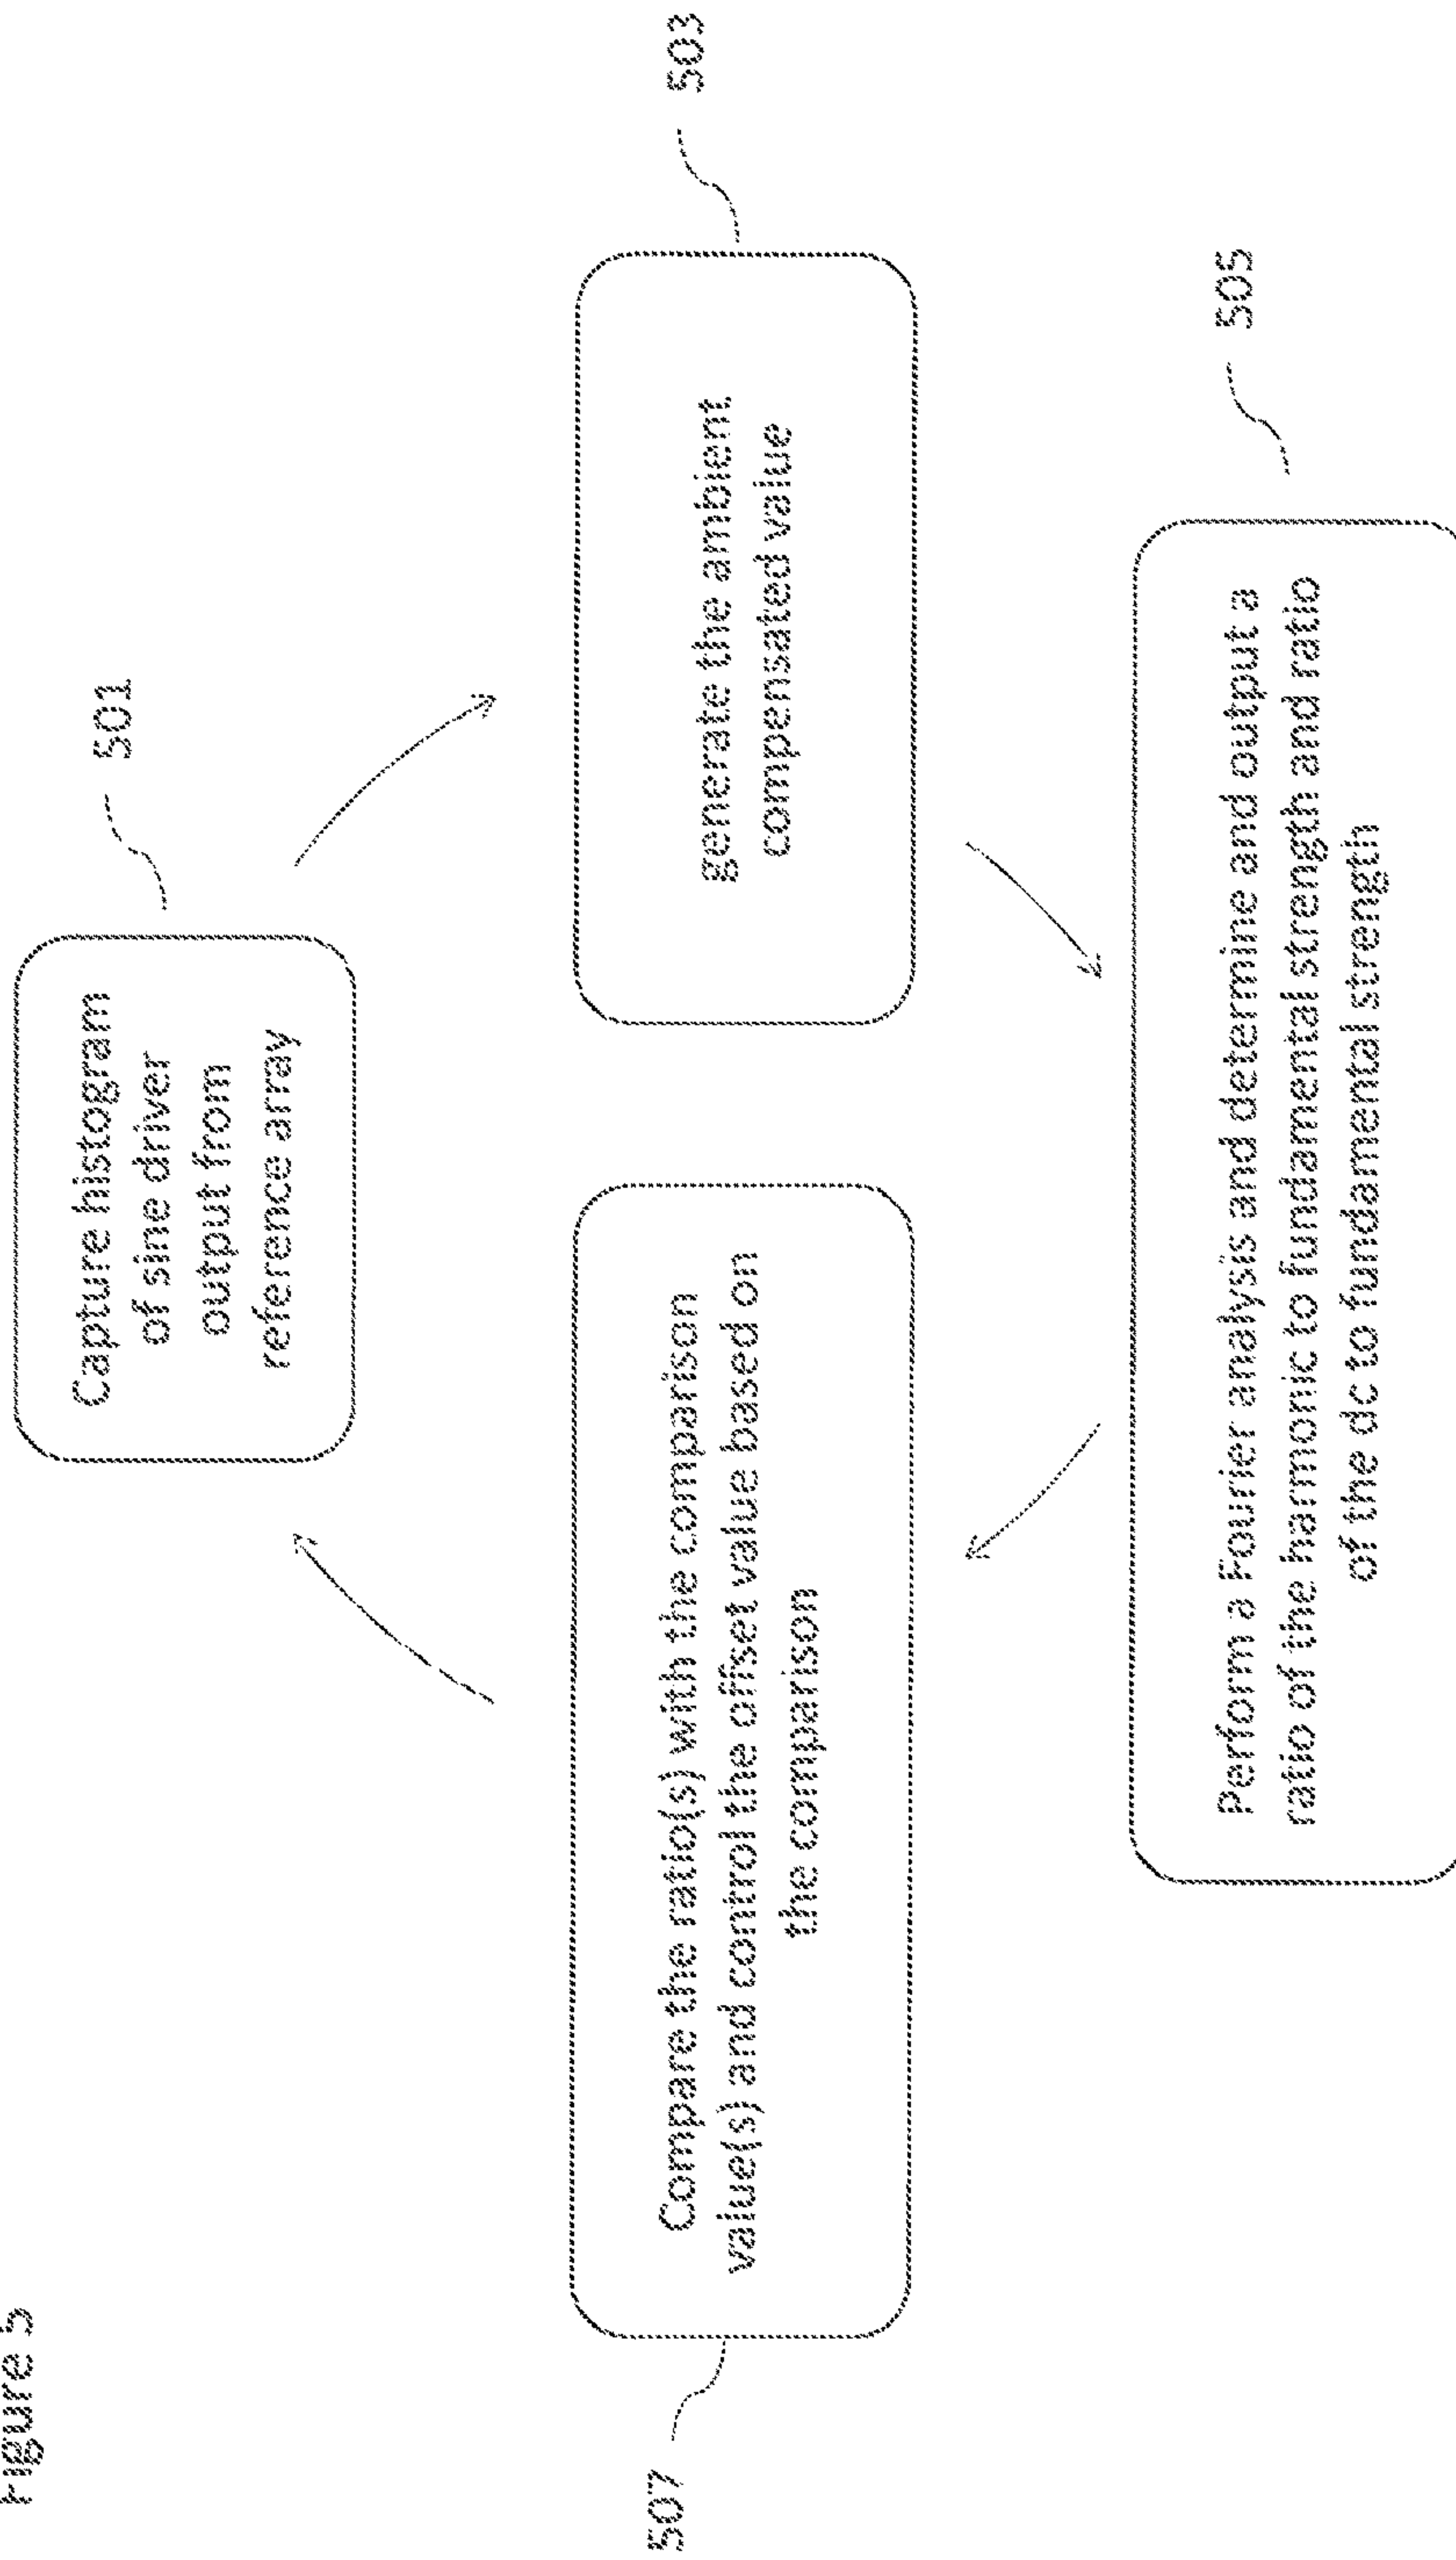 Figure 5
501
Capture histogram
of sine driver
output from
reference array
503
generate the ambient
compensated value
505
Perform a Fourier analysis and determine and output a
ratio of the harmonic to fundamental strength and ratio
of the dc to fundamental strength
507
Compare the ratio(s) with the comparison
value(s) and control the offset value based on
the comparison